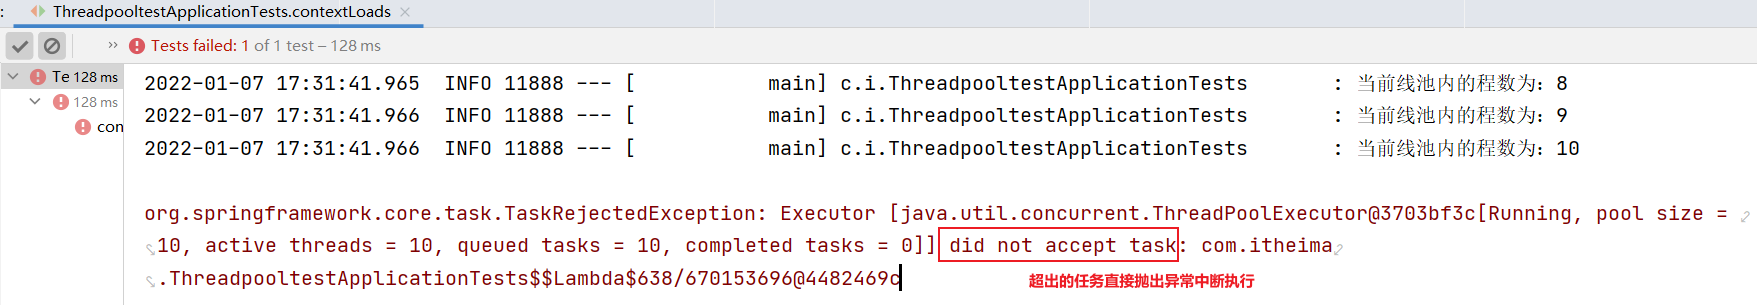 : ThreadpooltestApplicationTests.contextLoads ×
» Tests failed: 1 of 1 test – 128 ms
Te 128 ms
128 ms
con
2022-01-07 17:31:41.965  INFO 11888 --- [           main] c.i.ThreadpooltestApplicationTests       : 当前线池内的程数为：8
2022-01-07 17:31:41.966  INFO 11888 --- [           main] c.i.ThreadpooltestApplicationTests       : 当前线池内的程数为：9
2022-01-07 17:31:41.966  INFO 11888 --- [           main] c.i.ThreadpooltestApplicationTests       : 当前线池内的程数为：10
org.springframework.core.task.TaskRejectedException: Executor [java.util.concurrent.ThreadPoolExecutor@3703bf3c[Running, pool size =
10, active threads = 10, queued tasks = 10, completed tasks = 0]] did not accept task: com.itheima
.ThreadpooltestApplicationTests$$Lambda$638/670153696@4482469c
超出的任务直接抛出异常中断执行